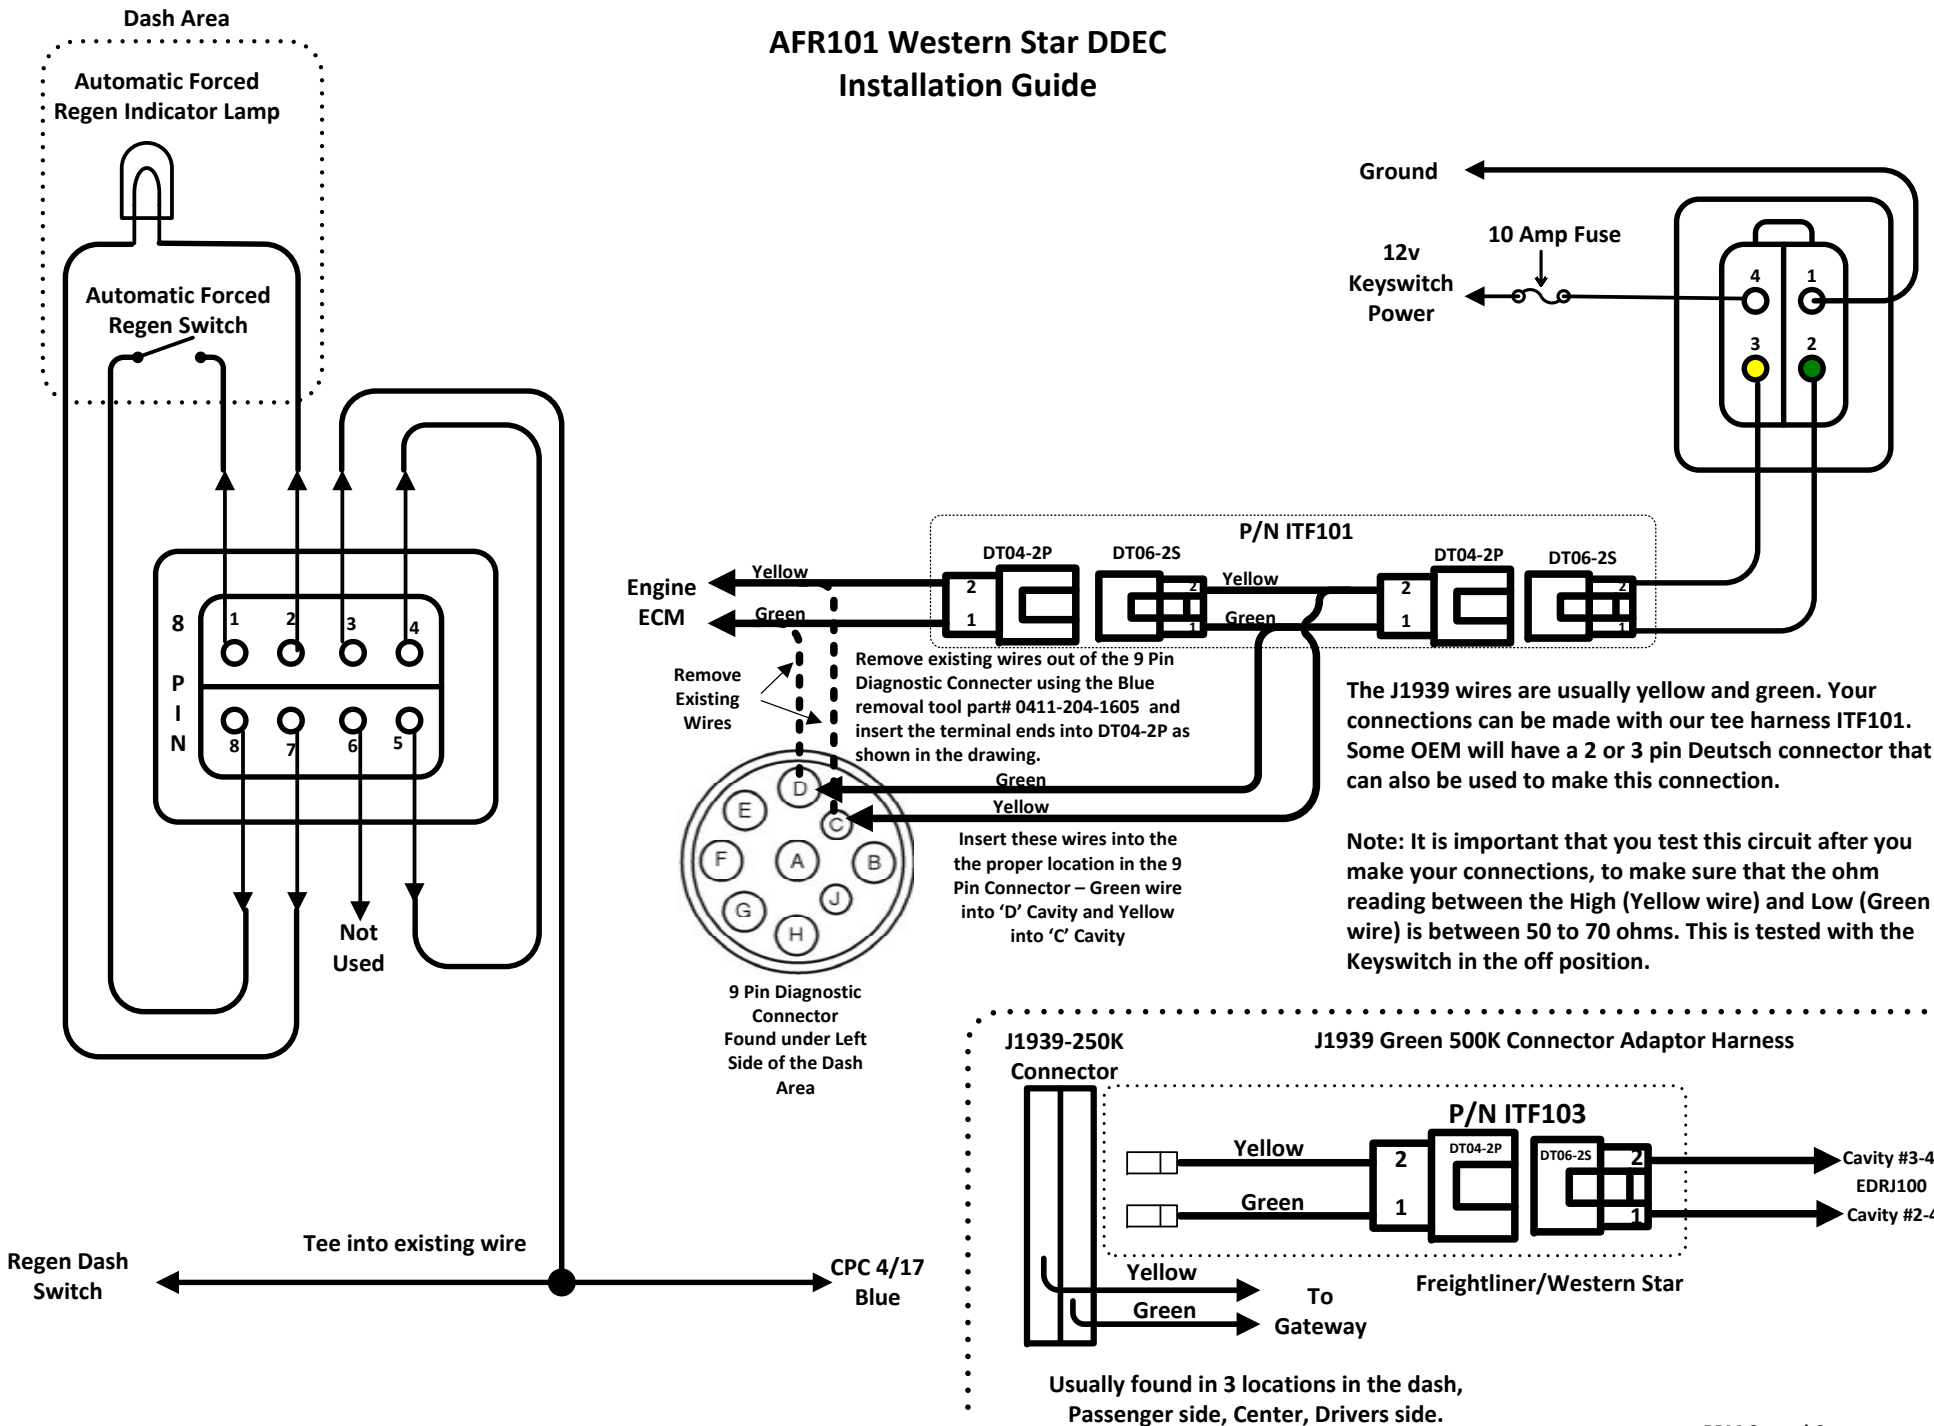 Dash Area
AFR101 Western Star DDEC
Installation Guide
Automatic Forced
Regen Indicator Lamp
Automatic Forced
Regen Switch
Ground
12v
Keyswitch
Power
10 Amp Fuse
4
1
3
2
8
P
I
N
1
2
3
4
8
7
6
5
Not
Used
P/N ITF101
DT04-2P
DT06-2S
DT04-2P
DT06-2S
Engine
ECM
Yellow
Green
2
1
2
1
Yellow
Green
2
1
2
1
Remove
Existing
Wires
Remove existing wires out of the 9 Pin
Diagnostic Connecter using the Blue
removal tool part# 0411-204-1605 and
insert the terminal ends into DT04-2P as
shown in the drawing.
Green
Yellow
D
E
C
F
A
B
G
J
H
Insert these wires into the
the proper location in the 9
Pin Connector – Green wire
into ‘D’ Cavity and Yellow
into ‘C’ Cavity
9 Pin Diagnostic
Connector
Found under Left
Side of the Dash
Area
The J1939 wires are usually yellow and green. Your
connections can be made with our tee harness ITF101.
Some OEM will have a 2 or 3 pin Deutsch connector that
can also be used to make this connection.
Note: It is important that you test this circuit after you
make your connections, to make sure that the ohm
reading between the High (Yellow wire) and Low (Green
wire) is between 50 to 70 ohms. This is tested with the
Keyswitch in the off position.
J1939-250K
Connector
J1939 Green 500K Connector Adaptor Harness
P/N ITF103
Yellow
Green
2
1
DT04-2P
DT06-2S
2
1
Cavity #3-4
EDRJ100
Cavity #2-4
Freightliner/Western Star
Yellow
Green
To
Gateway
Usually found in 3 locations in the dash,
Passenger side, Center, Drivers side.
Regen Dash
Switch
Tee into existing wire
CPC 4/17
Blue